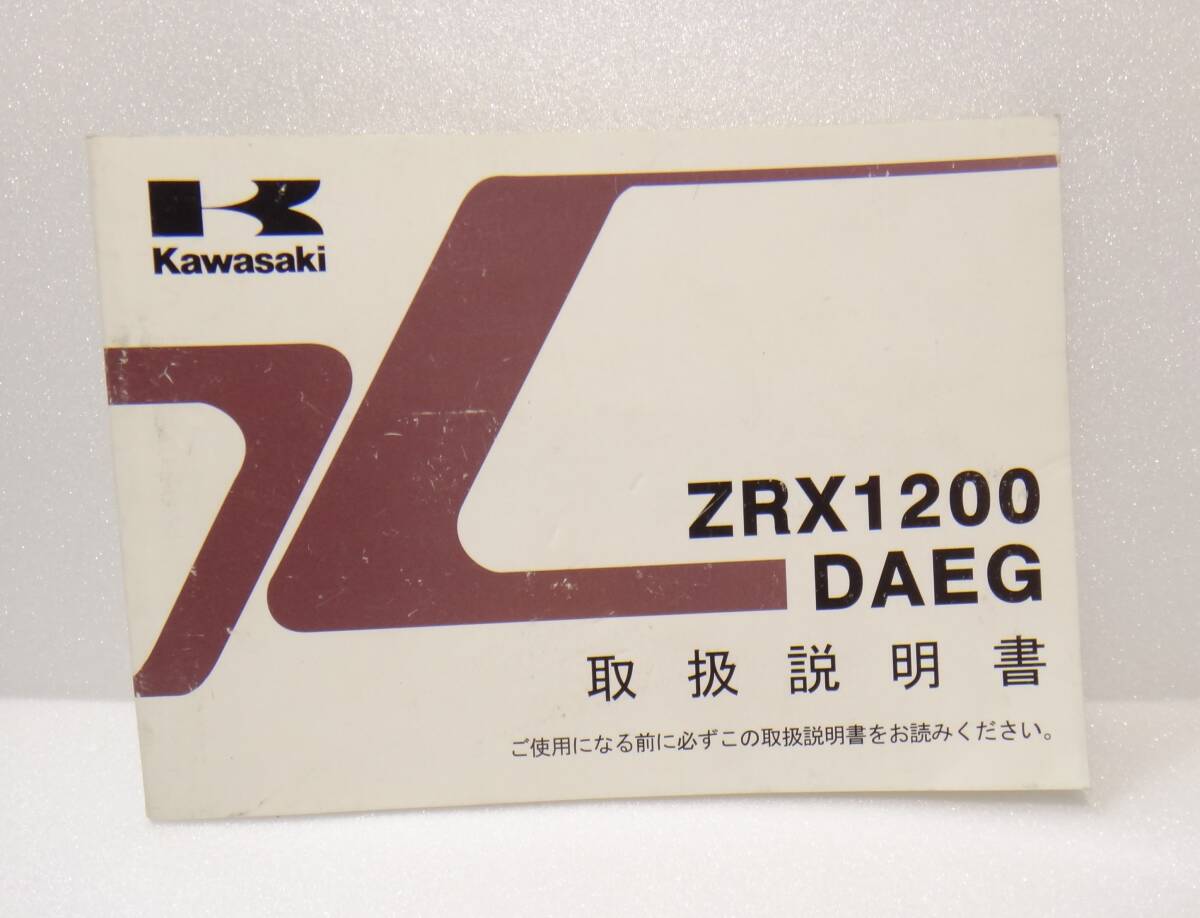 Kawasaki
ZRX1200
DAEG
取扱説明書
ご使用になる前に必ずこの取扱説明書をお読みください。